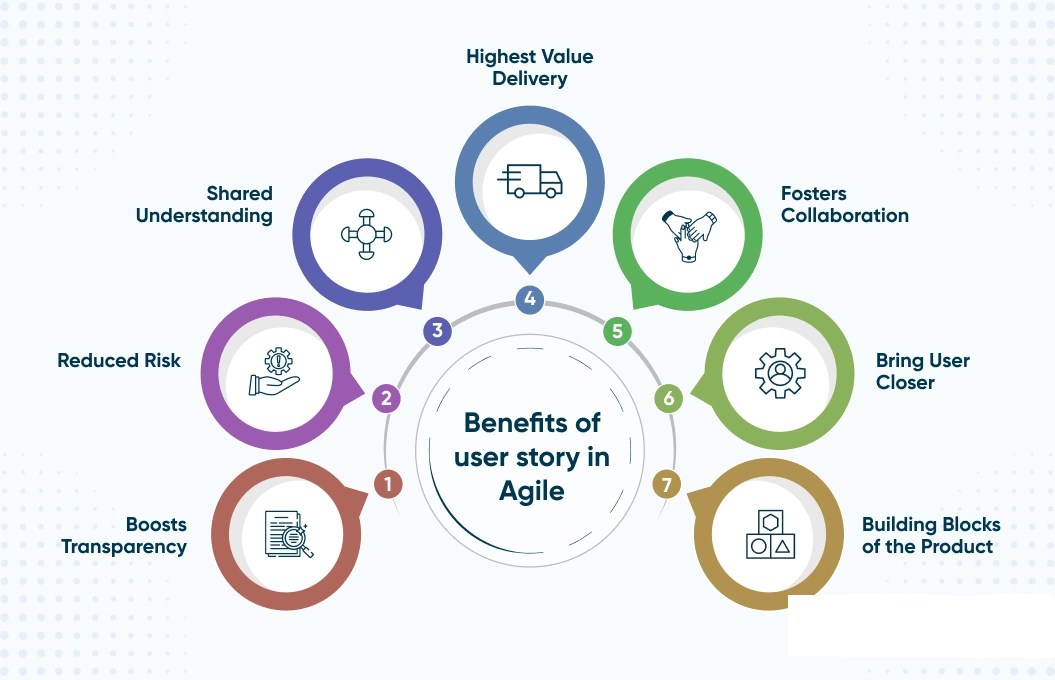 Highest Value
Delivery
Shared
Understanding
Fosters
Collaboration
4
3
5
Reduced Risk
Bring User
Closer
2
6
Benefits of
user story in
Agile
1
7
Boosts
Transparency
Building Blocks
of the Product